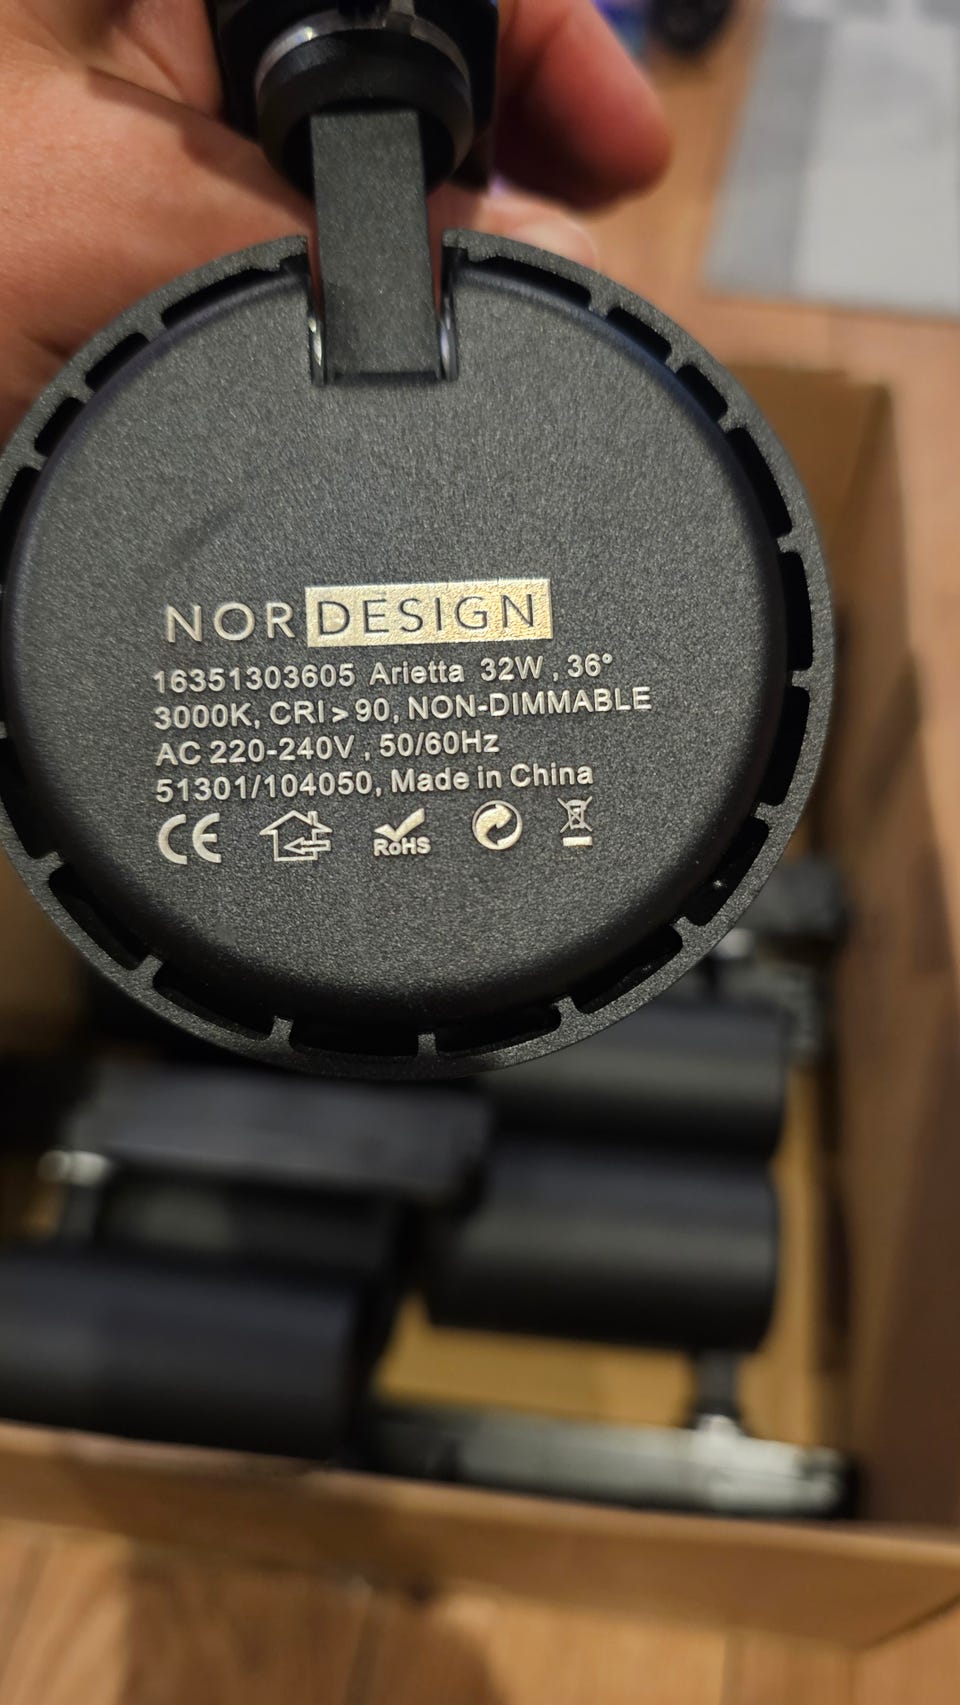 NORDESIGN
16351303605 Arietta 32W , 36°
3000K, CRI > 90, NON-DIMMABLE
AC 220-240V , 50/60Hz
51301/104050, Made in China
CE RoHS